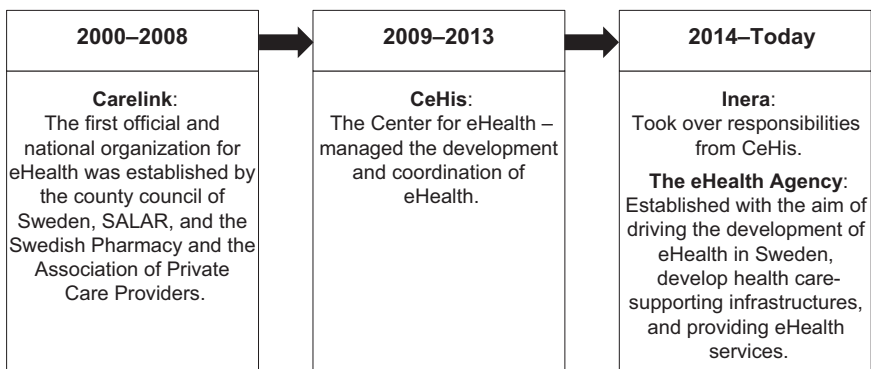 2000–2008
Carelink:
The first official and
national organization for
eHealth was established by
the county council of
Sweden, SALAR, and the
Swedish Pharmacy and the
Association of Private
Care Providers.
2009–2013
CeHis:
The Center for eHealth –
managed the development
and coordination of
eHealth.
2014–Today
Inera:
Took over responsibilities
from CeHis.
The eHealth Agency:
Established with the aim of
driving the development of
eHealth in Sweden,
develop health care-
supporting infrastructures,
and providing eHealth
services.